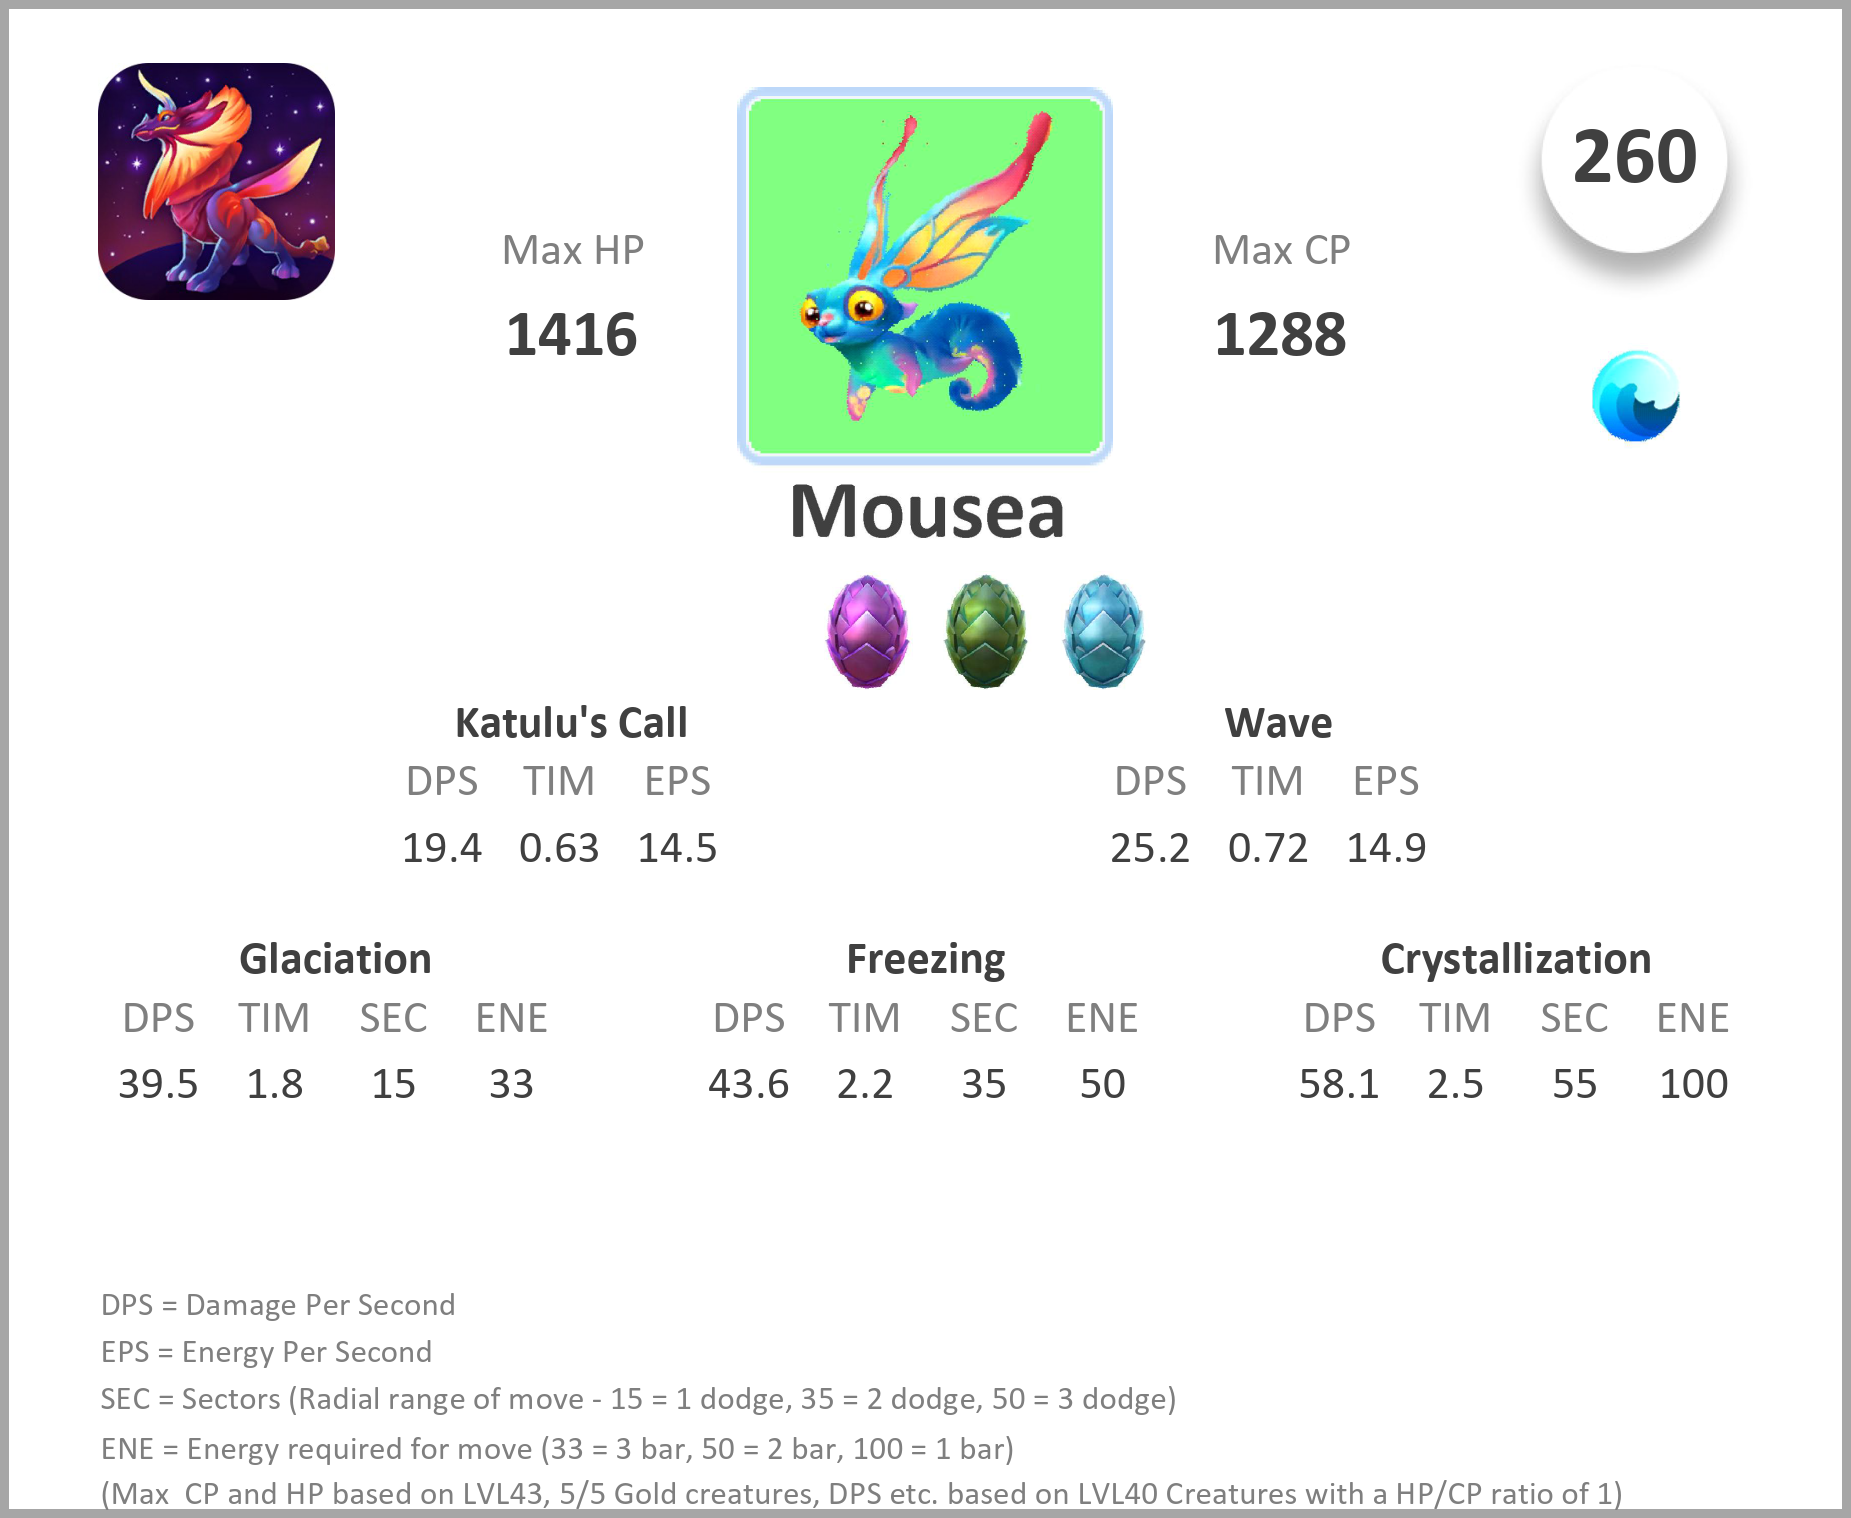 260
Max HP
Max CP
1416
1288
Mousea
Katulu's Call
Wave
DPS TIM EPS
DPS TIM EPS
19.4 0.63 14.5
25.2 0.72 14.9
Glaciation
Freezing
Crystallization
DPS TIM SEC ENE
DPS TIM SEC ENE
DPS TIM SEC ENE
39.5 1.8 15 33
43.6 2.2 35 50
58.1 2.5 55 100
DPS = Damage Per Second
EPS = Energy Per Second
SEC = Sectors (Radial range of move - 15 = 1 dodge, 35 = 2 dodge, 50 = 3 dodge)
ENE = Energy required for move (33 = 3 bar, 50 = 2 bar, 100 = 1 bar)
(Max  CP and HP based on LVL43, 5/5 Gold creatures, DPS etc. based on LVL40 Creatures with a HP/CP ratio of 1)